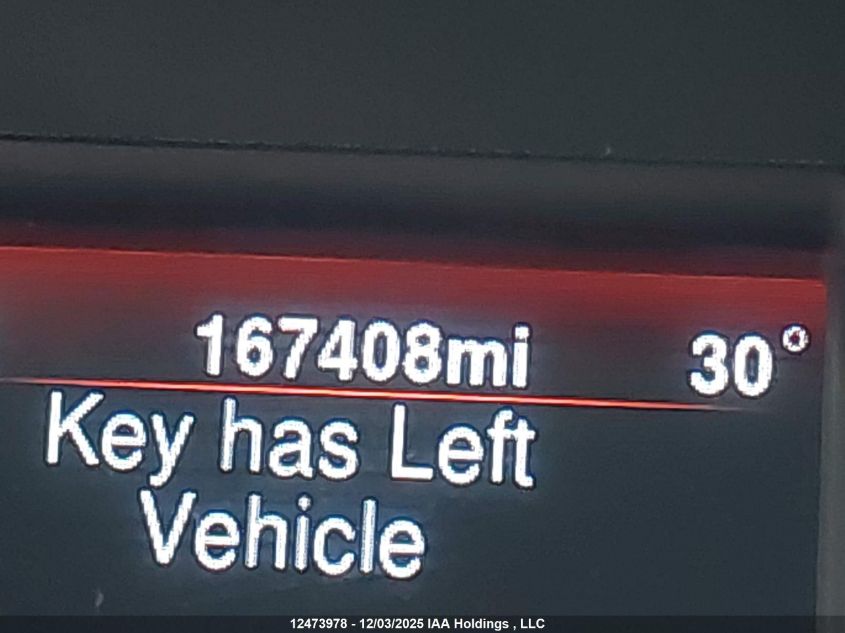 167408mi 30°
Key has Left
Vehicle
12473978 - 12/03/2025 IAA Holdings , LLC